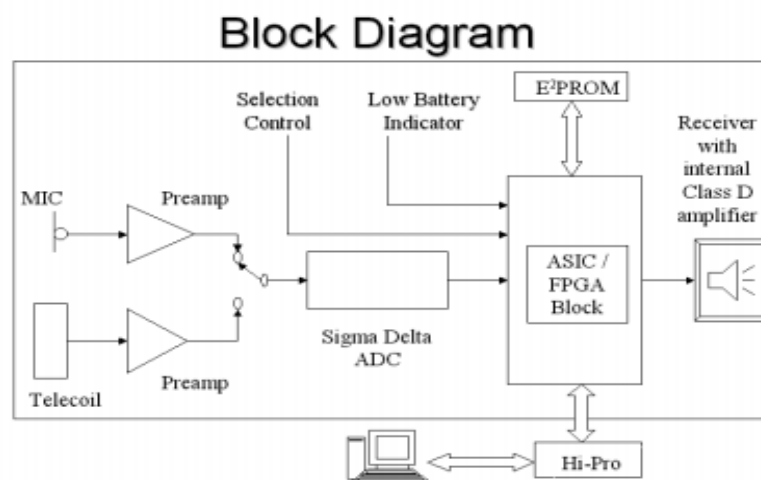 Block Diagram
Selection
Control
Low Battery
Indicator
E²PROM
Receiver
with
internal
Class D
amplifier
MIC
Preamp
ASIC /
FPGA
Block
Sigma Delta
ADC
Telecoil
Preamp
Hi-Pro